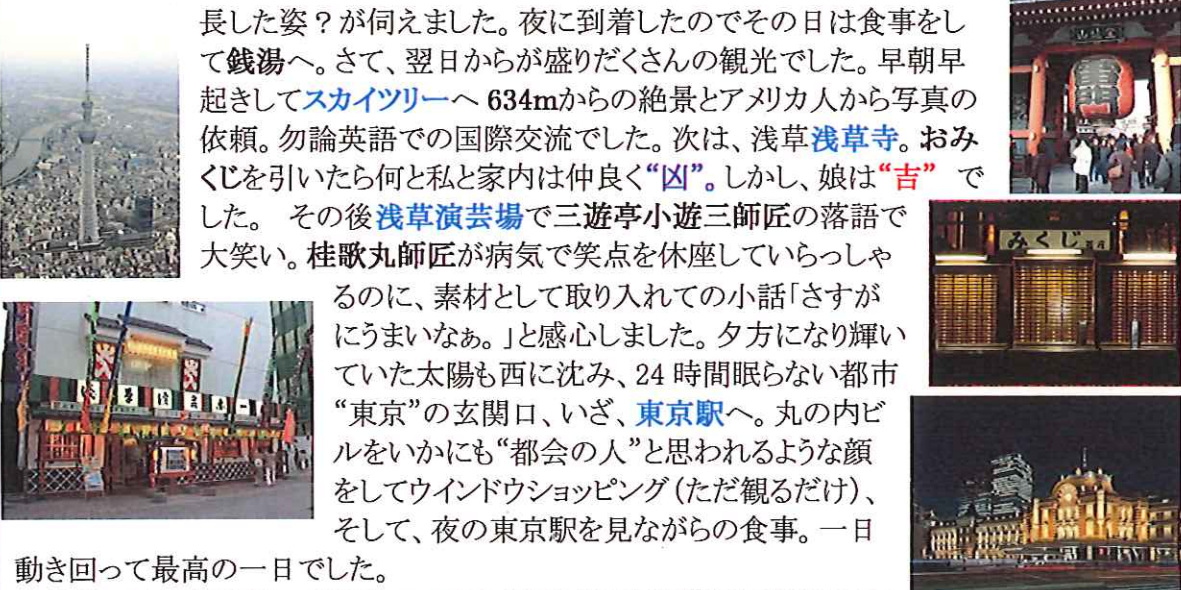 長した姿？が伺えました。夜に到着したのでその日は食事をし
て銭湯へ。さて、翌日からが盛りだくさんの観光でした。早朝早
起きしてスカイツリーへ 634mからの絶景とアメリカ人から写真の
依頼。勿論英語での国際交流でした。次は、浅草浅草寺。おみ
くじを引いたら何と私と家内は仲良く“凶”。しかし、娘は“吉” で
した。 その後浅草演芸場で三遊亭小遊三師匠の落語で
大笑い。桂歌丸師匠が病気で笑点を休座していらっしゃ
るのに、素材として取り入れての小話「さすが
にうまいなぁ。」と感心しました。夕方になり輝い
ていた太陽も西に沈み、24 時間眠らない都市
“東京”の玄関口、いざ、東京駅へ。丸の内ビ
ルをいかにも“都会の人”と思われるような顔
をしてウインドウショッピング（ただ観るだけ）、
そして、夜の東京駅を見ながらの食事。一日
動き回って最高の一日でした。
みくじ